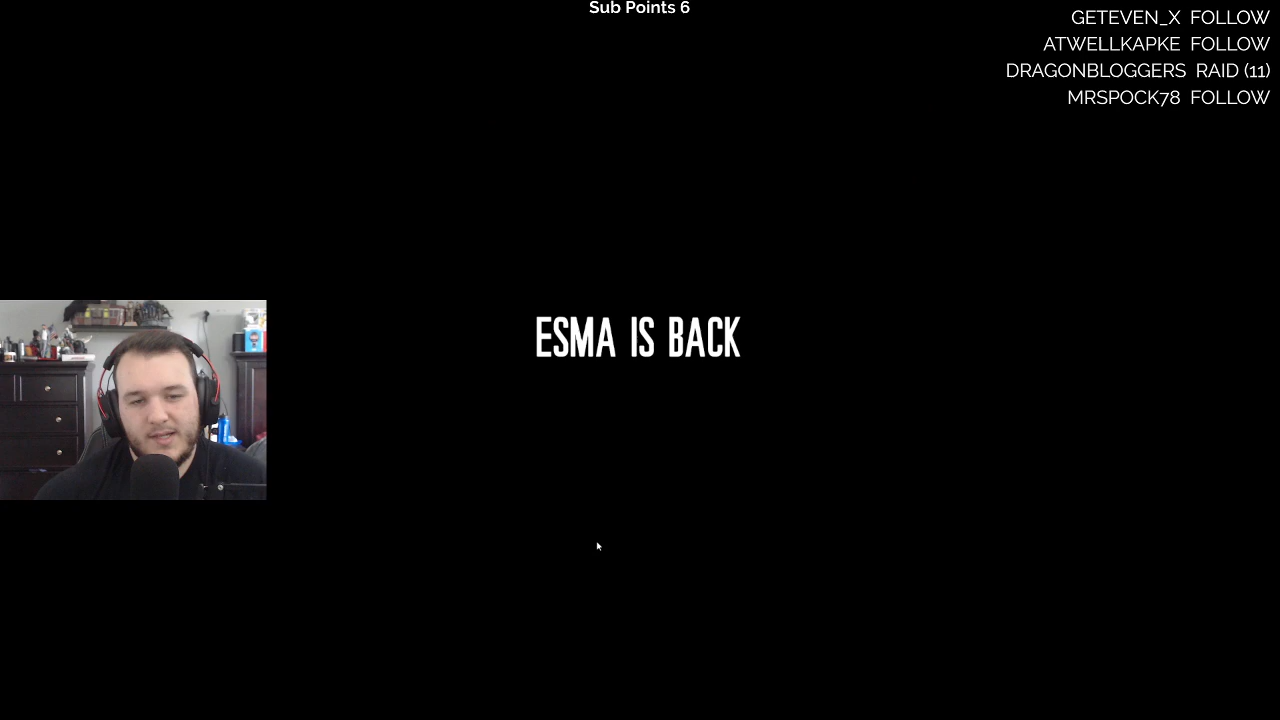 Sub Points 6
GETEVEN_X FOLLOW
ATWELLKAPKE FOLLOW
DRAGONBLOGGERS RAID (11)
MRSPOCK78 FOLLOW
ESMA IS BACK